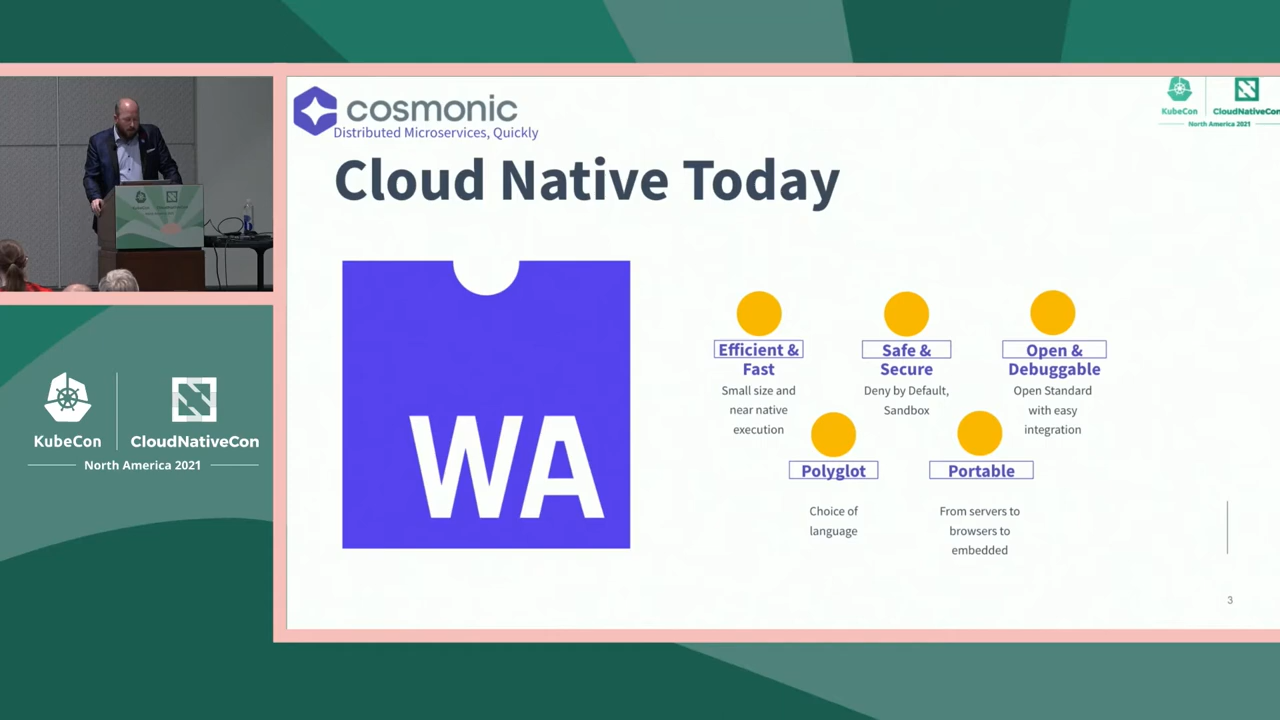 cosmonic
Distributed Microservices, Quickly
KubeCon
CloudNativeCon
North America 2021
Cloud Native Today
WA
Efficient &
Fast
Small size and
near native
execution
Safe &
Secure
Deny by Default,
Sandbox
Open &
Debuggable
Open Standard
with easy
integration
Polyglot
Choice of
language
Portable
From servers to
browsers to
embedded
3
KubeCon
CloudNativeCon
North America 2021